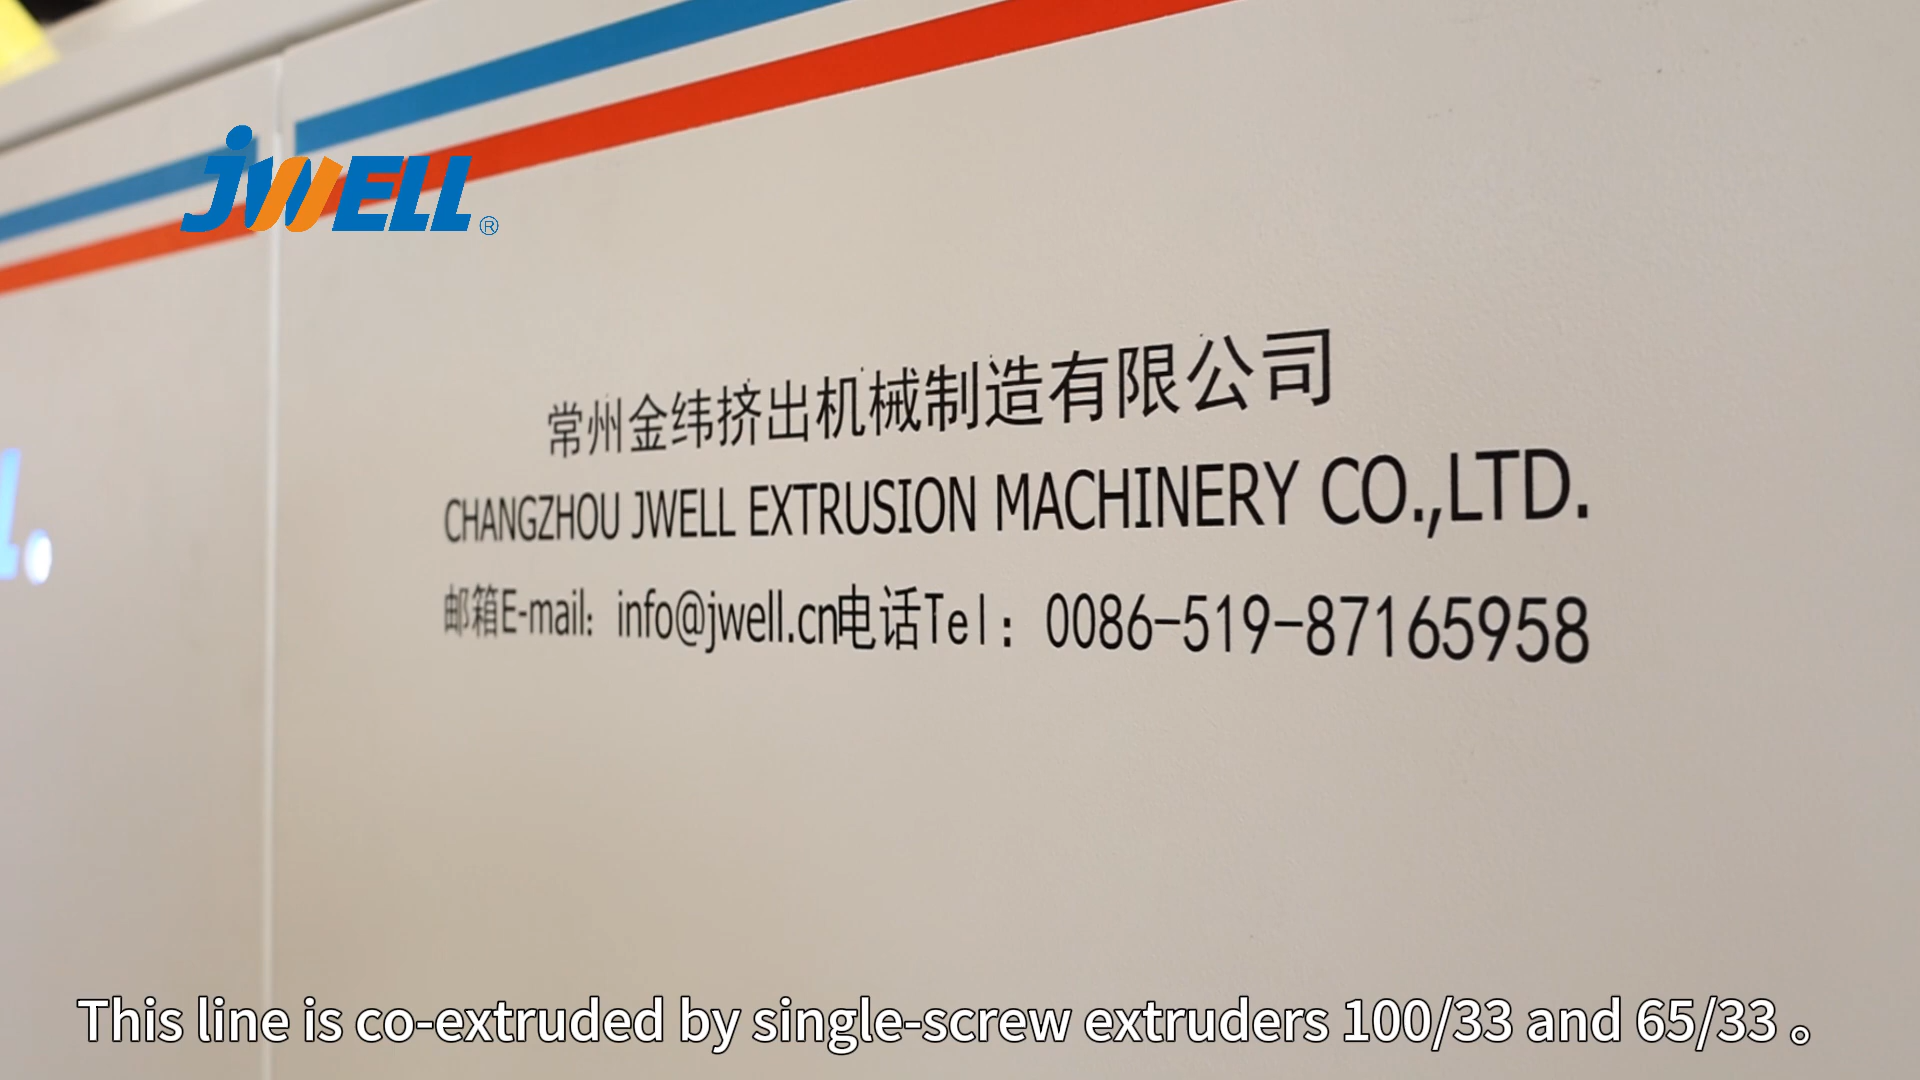 JWELL®
常州金纬挤出机械制造有限公司
CHANGZHOU JWELL EXTRUSION MACHINERY CO.,LTD.
邮箱E-mail: info@jwell.cn电话Tel: 0086-519-87165958
This line is co-extruded by single-screw extruders 100/33 and 65/33 。